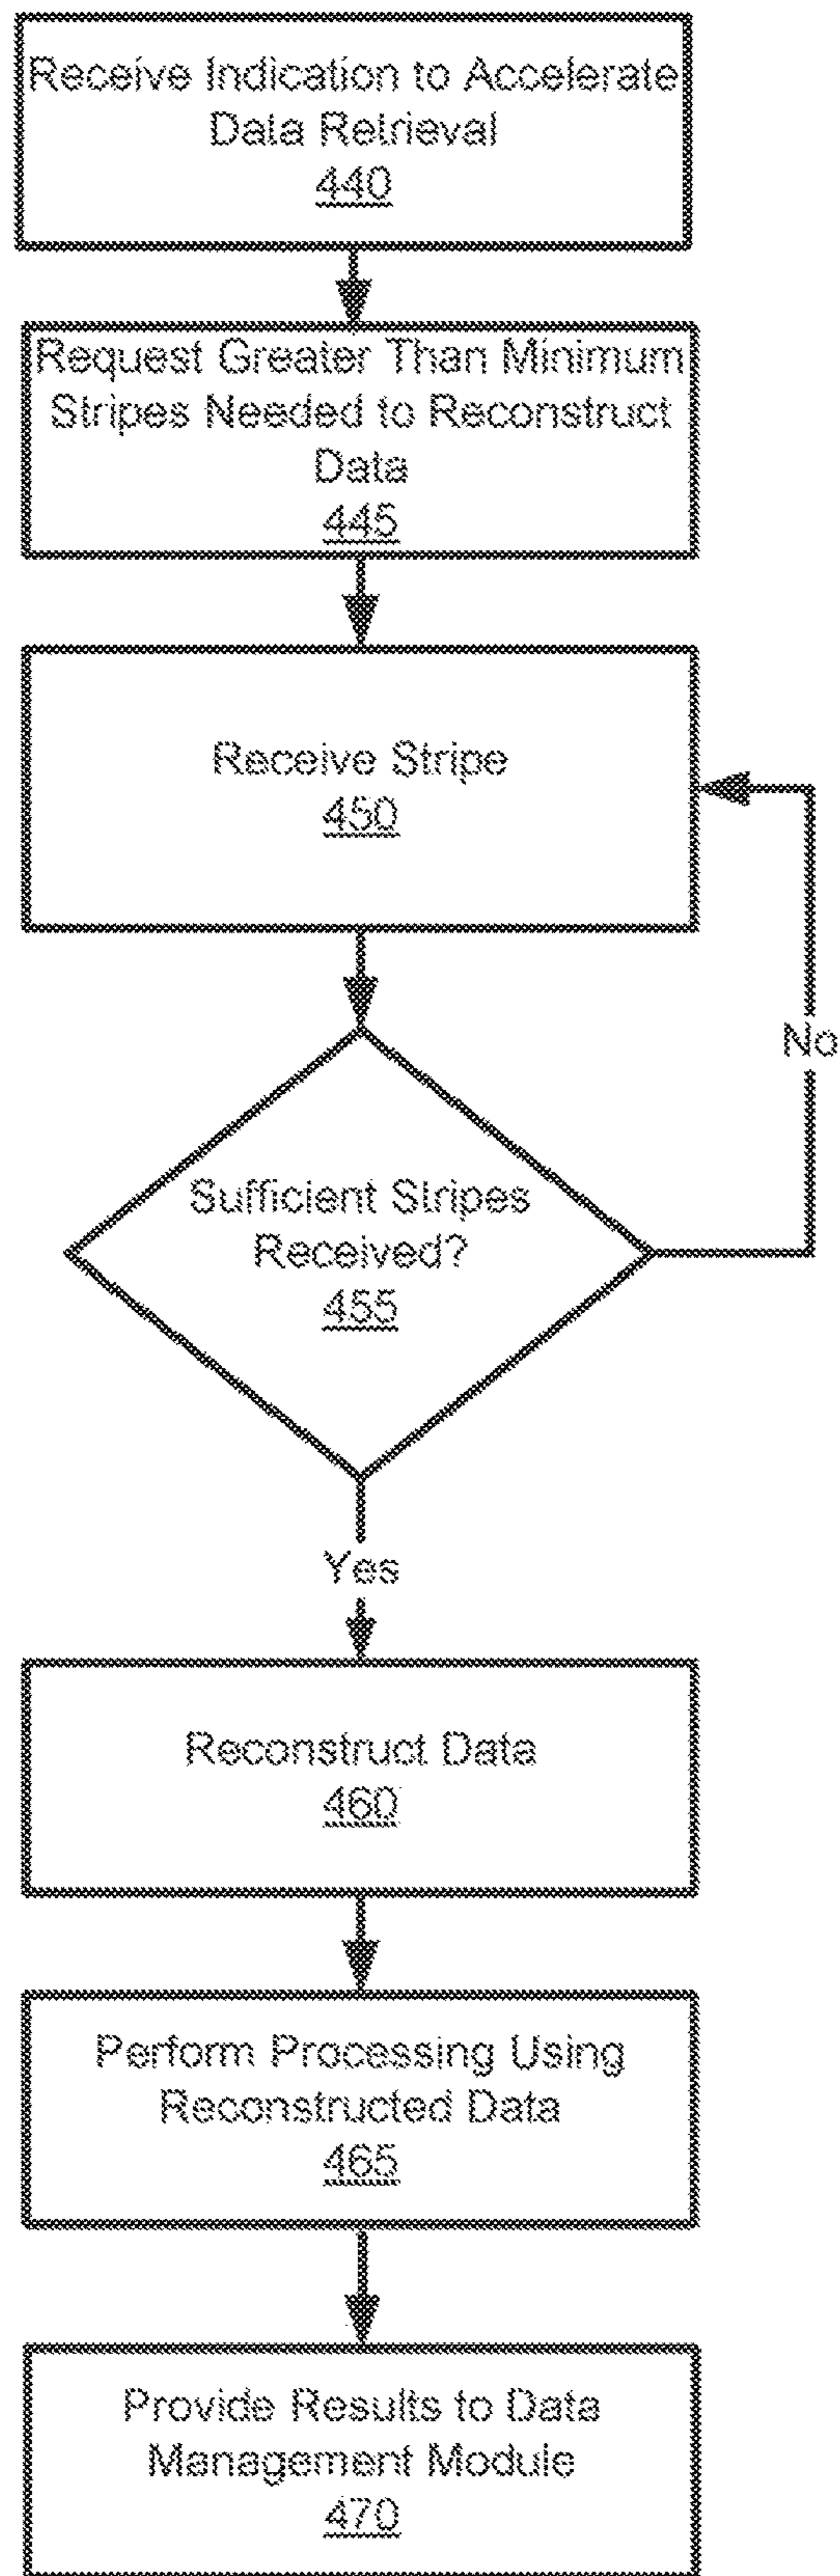 Receive Indication to Accelerate
Data Retrieval
440
Request Greater Than Minimum
Stripes Needed to Reconstruct
Data
445
Receive Stripe
450
No
Sufficient Stripes
Received?
455
Yes
Reconstruct Data
460
Perform Processing Using
Reconstructed Data
465
Provide Results to Data
Management Module
470